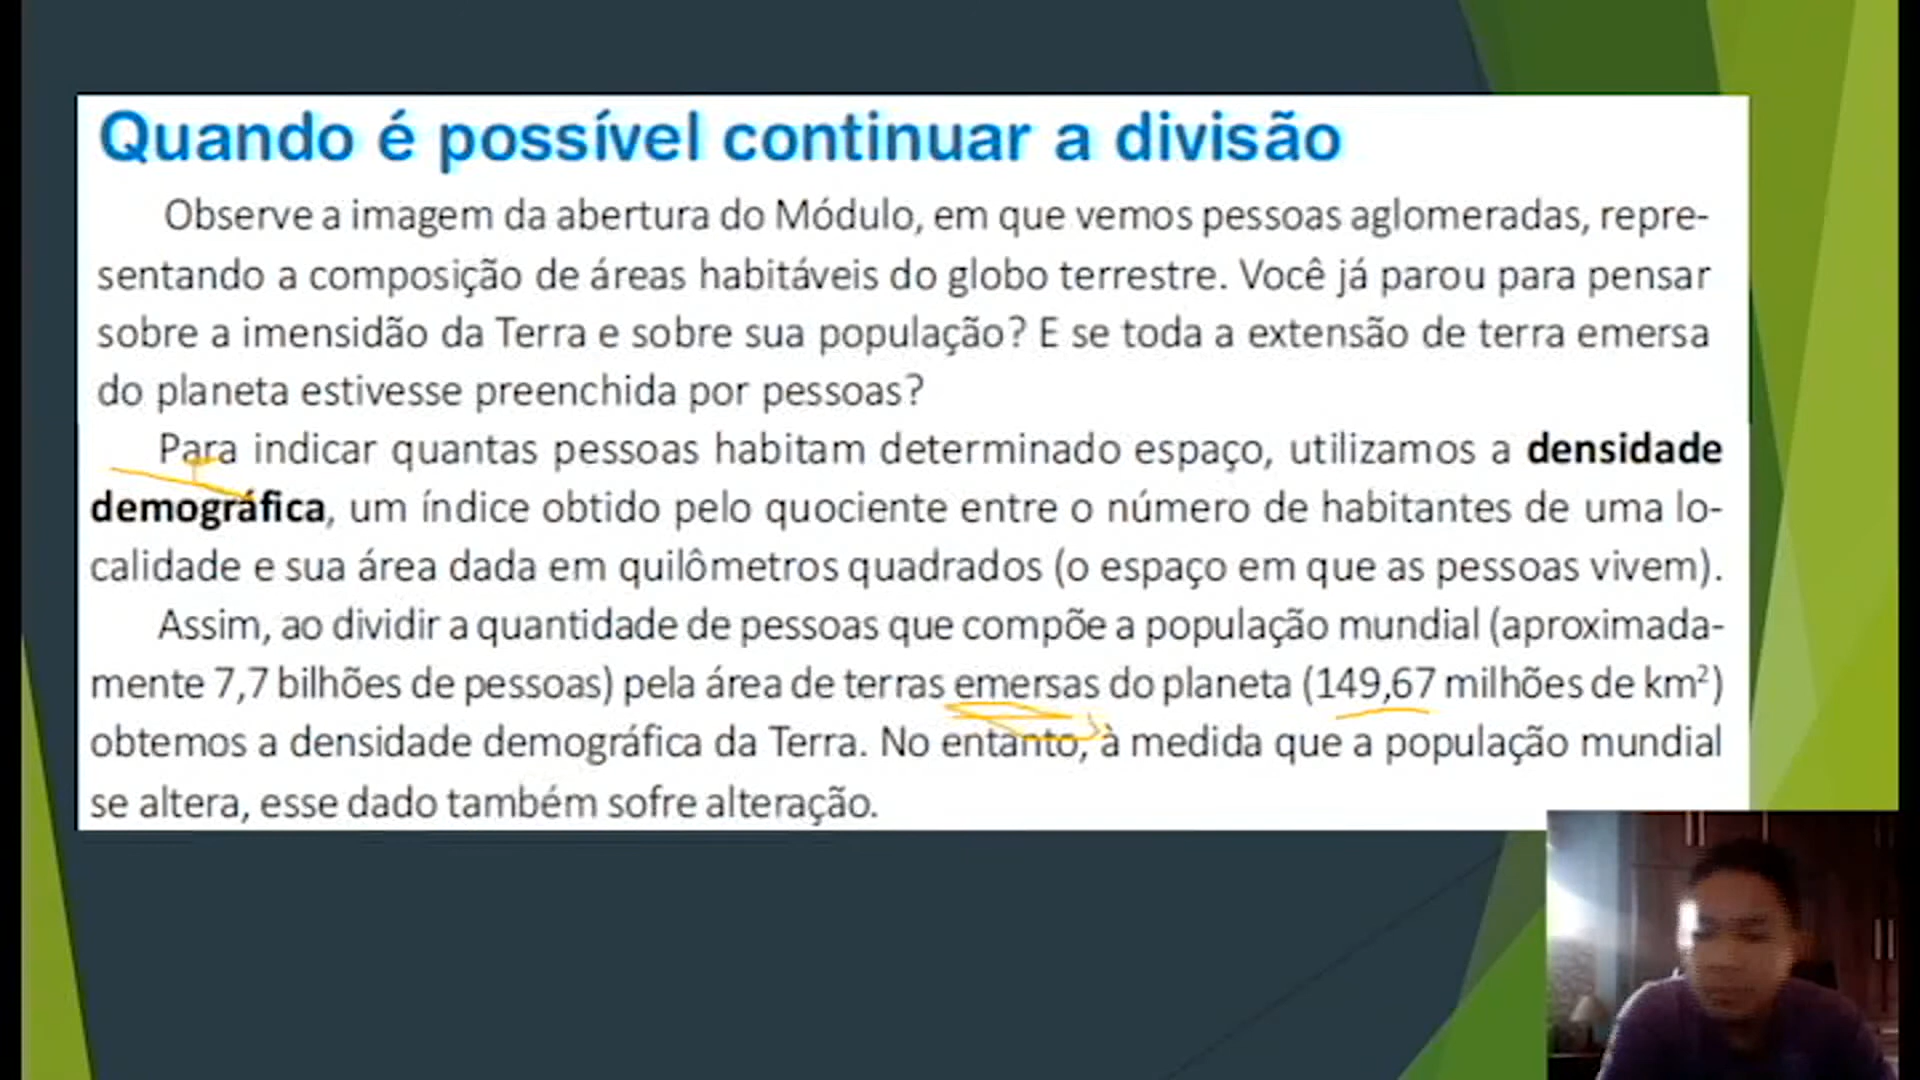 Quando é possível continuar a divisão
Observe a imagem da abertura do Módulo, em que vemos pessoas aglomeradas, repre-
sentando a composição de áreas habitáveis do globo terrestre. Você já parou para pensar
sobre a imensidão da Terra e sobre sua população? E se toda a extensão de terra emersa
do planeta estivesse preenchida por pessoas?
Para indicar quantas pessoas habitam determinado espaço, utilizamos a densidade
demográfica, um índice obtido pelo quociente entre o número de habitantes de uma lo-
calidade e sua área dada em quilômetros quadrados (o espaço em que as pessoas vivem).
Assim, ao dividir a quantidade de pessoas que compõe a população mundial (aproximada-
mente 7,7 bilhões de pessoas) pela área de terras emersas do planeta (149,67 milhões de km²)
obtemos a densidade demográfica da Terra. No entanto, à medida que a população mundial
se altera, esse dado também sofre alteração.